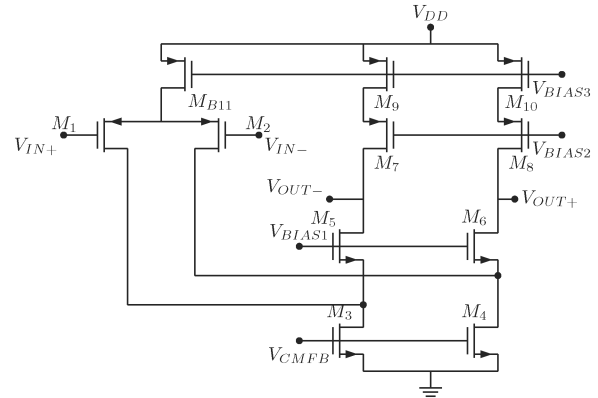 V_DD
M_B11
M_9
M_10
V_BIAS3
M_1
M_2
V_IN+
V_IN−
M_7
M_8
V_BIAS2
V_OUT−
V_OUT+
M_5
M_6
V_BIAS1
M_3
M_4
V_CMFB